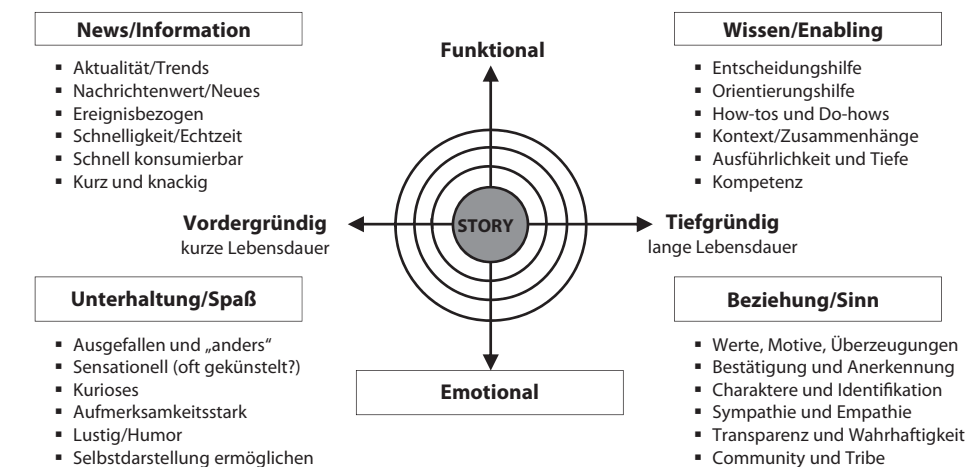 News/Information
▪ Aktualität/Trends
▪ Nachrichtenwert/Neues
▪ Ereignisbezogen
▪ Schnelligkeit/Echtzeit
▪ Schnell konsumierbar
▪ Kurz und knackig
Funktional
Wissen/Enabling
▪ Entscheidungshilfe
▪ Orientierungshilfe
▪ How-tos und Do-hows
▪ Kontext/Zusammenhänge
▪ Ausführlichkeit und Tiefe
▪ Kompetenz
Vordergründig
kurze Lebensdauer
STORY
Tiefgründig
lange Lebensdauer
Unterhaltung/Spaß
▪ Ausgefallen und „anders“
▪ Sensationell (oft gekünstelt?)
▪ Kurioses
▪ Aufmerksamkeitsstark
▪ Lustig/Humor
▪ Selbstdarstellung ermöglichen
Emotional
Beziehung/Sinn
▪ Werte, Motive, Überzeugungen
▪ Bestätigung und Anerkennung
▪ Charaktere und Identifikation
▪ Sympathie und Empathie
▪ Transparenz und Wahrhaftigkeit
▪ Community und Tribe